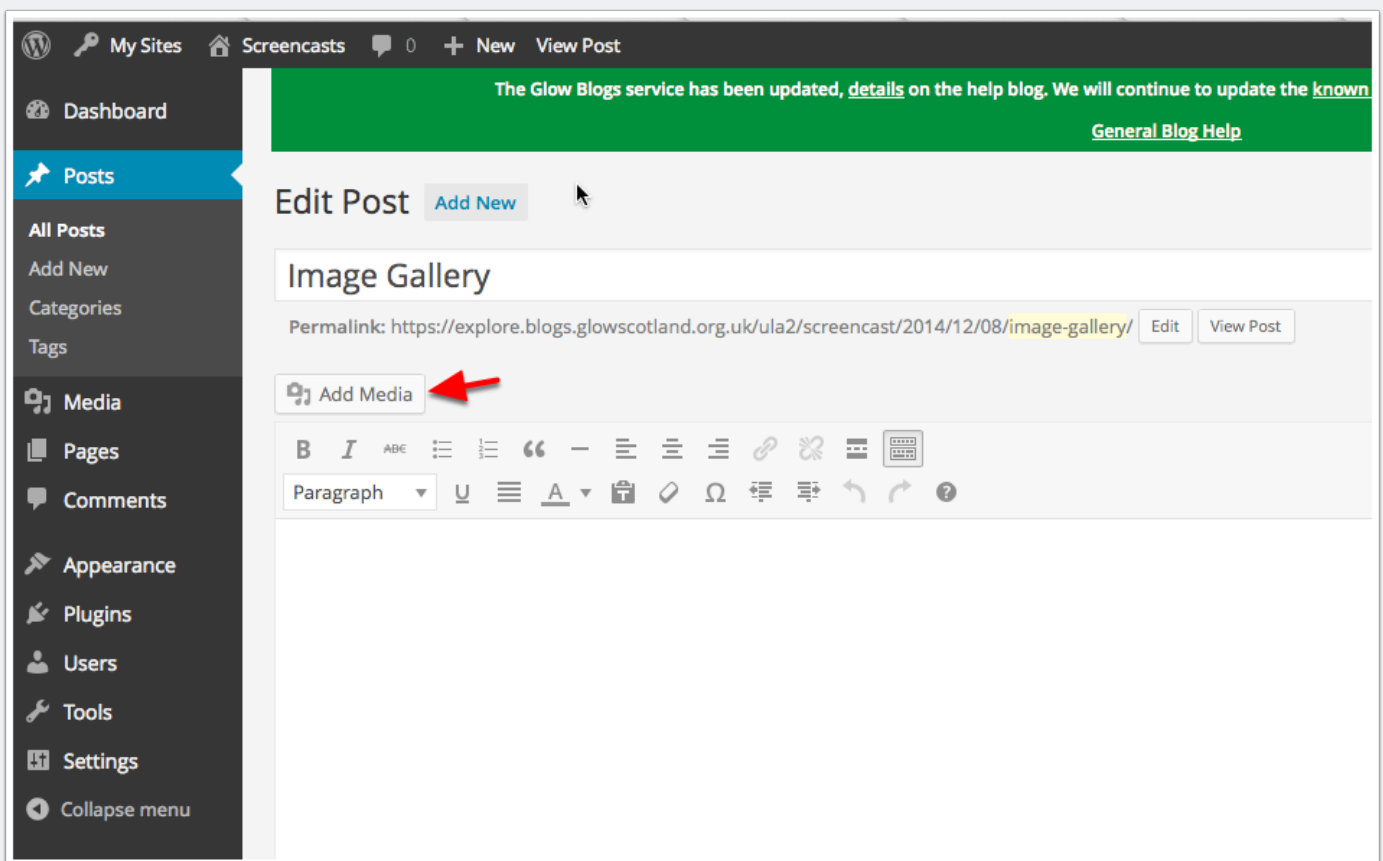 My Sites Screencasts 0 New View Post
The Glow Blogs service has been updated, details on the help blog. We will continue to update the known
General Blog Help
Dashboard
Posts
All Posts
Add New
Categories
Tags
Media
Pages
Comments
Appearance
Plugins
Users
Tools
Settings
Collapse menu
Edit Post Add New
Image Gallery
Permalink: https://explore.blogs.glowscotland.org.uk/ula2/screencast/2014/12/08/image-gallery/ Edit View Post
Add Media
B I ABC
Paragraph U A T Ω ?